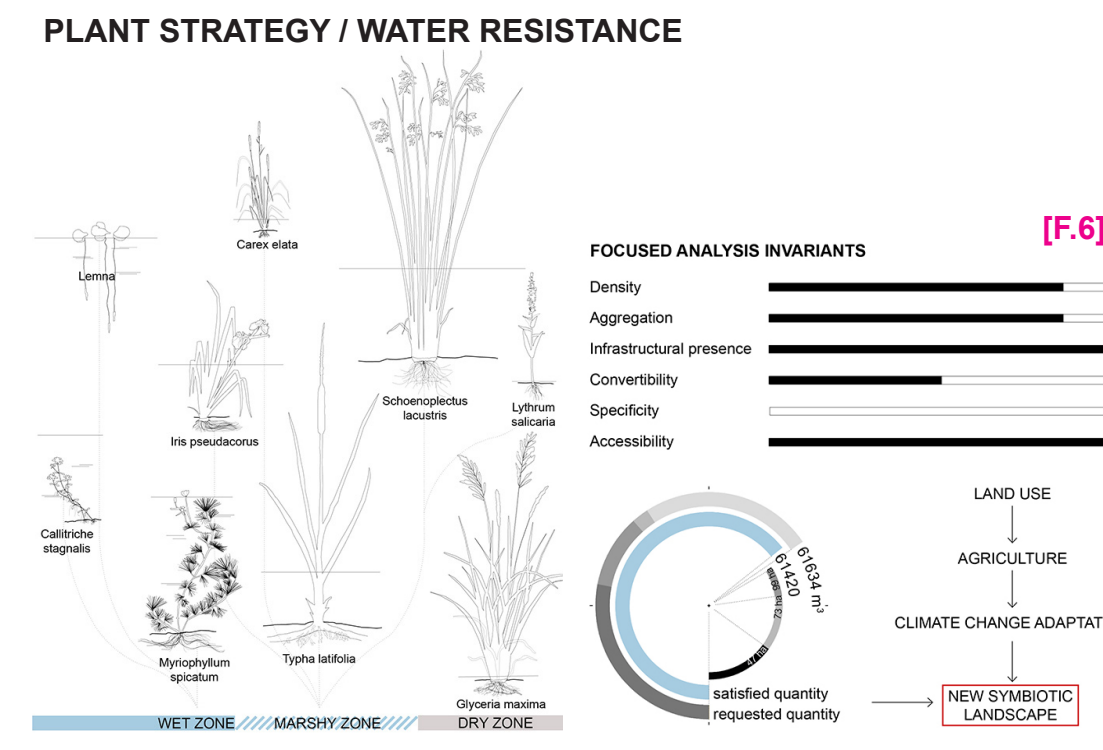 PLANT STRATEGY / WATER RESISTANCE
[F.6]
Carex elata
Lemna
Iris pseudacorus
Schoenoplectus
lacustris
Lythrum
salicaria
Callitriche
stagnalis
Myriophyllum
spicatum
Typha latifolia
Glyceria maxima
WET ZONE
MARSHY ZONE
DRY ZONE
FOCUSED ANALYSIS INVARIANTS
Density
Aggregation
Infrastructural presence
Convertibility
Specificity
Accessibility
61634 m³
61420
99 ha
73 ha
47 ha
satisfied quantity
requested quantity
LAND USE
AGRICULTURE
CLIMATE CHANGE ADAPTAT
NEW SYMBIOTIC
LANDSCAPE